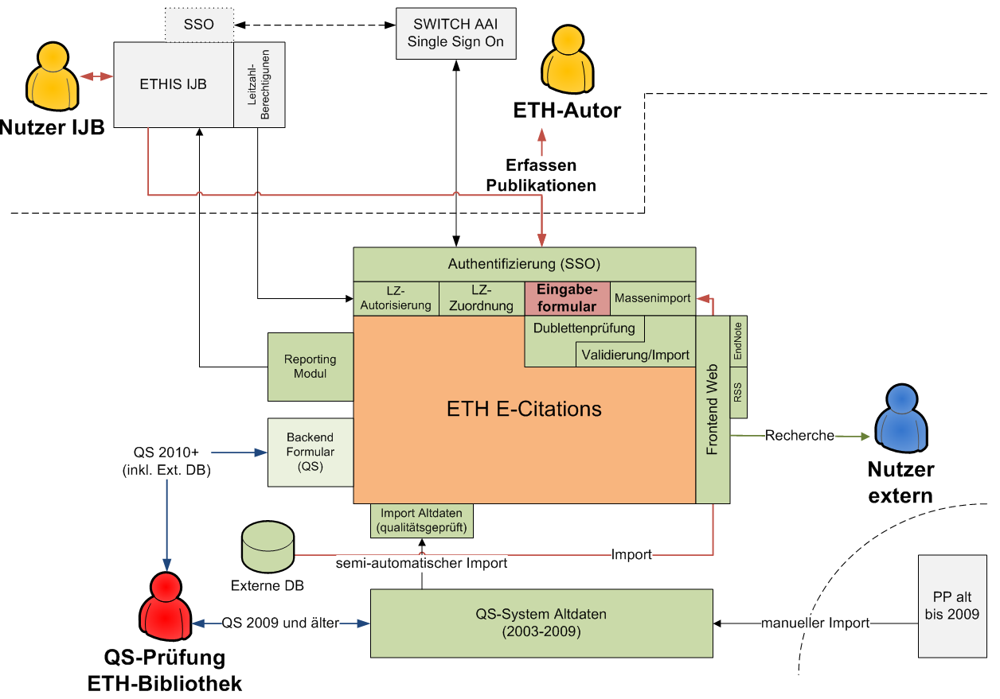 SSO
SWITCH AAI
Single Sign On
ETHIS IJB
Leitzahl-
Berechtigunen
Nutzer IJB
ETH-Autor
Erfassen
Publikationen
Authentifizierung (SSO)
LZ-
Autorisierung
LZ-
Zuordnung
Eingabe-
formular
Massenimport
Dublettenprüfung
Validierung/Import
EndNote
RSS
Frontend Web
Reporting
Modul
ETH E-Citations
Recherche
Nutzer
extern
Backend
Formular
(QS)
QS 2010+
(inkl. Ext. DB)
Import Altdaten
(qualitätsgeprüft)
Import
semi-automatischer Import
Externe DB
QS-System Altdaten
(2003-2009)
PP alt
bis 2009
manueller Import
QS 2009 und älter
QS-Prüfung
ETH-Bibliothek